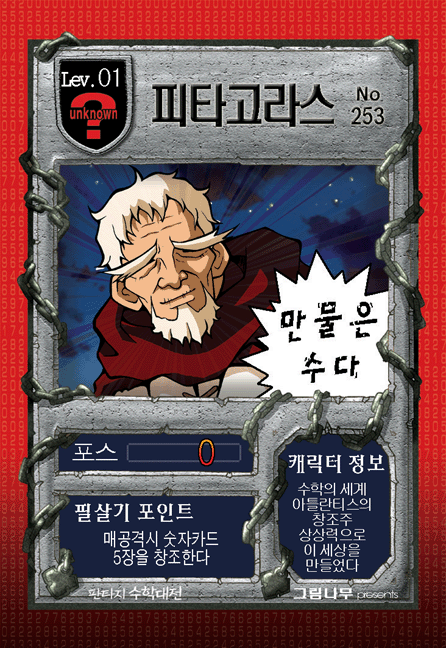 Lev. 01
unknown
피타고라스
No
253
만물은
수다
포스
0
필살기 포인트
매공격시 숫자카드
5장을 창조한다
캐릭터 정보
수학의 세계
아틀란티스의
창조주
상상력으로
이 세상을
만들었다
판타지 수학대전
그림나무 presents